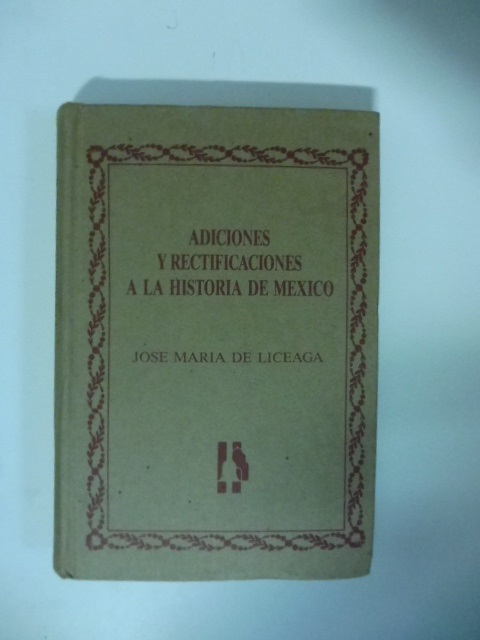 ADICIONES
Y RECTIFICACIONES
A LA HISTORIA DE MEXICO
JOSE MARIA DE LICEAGA